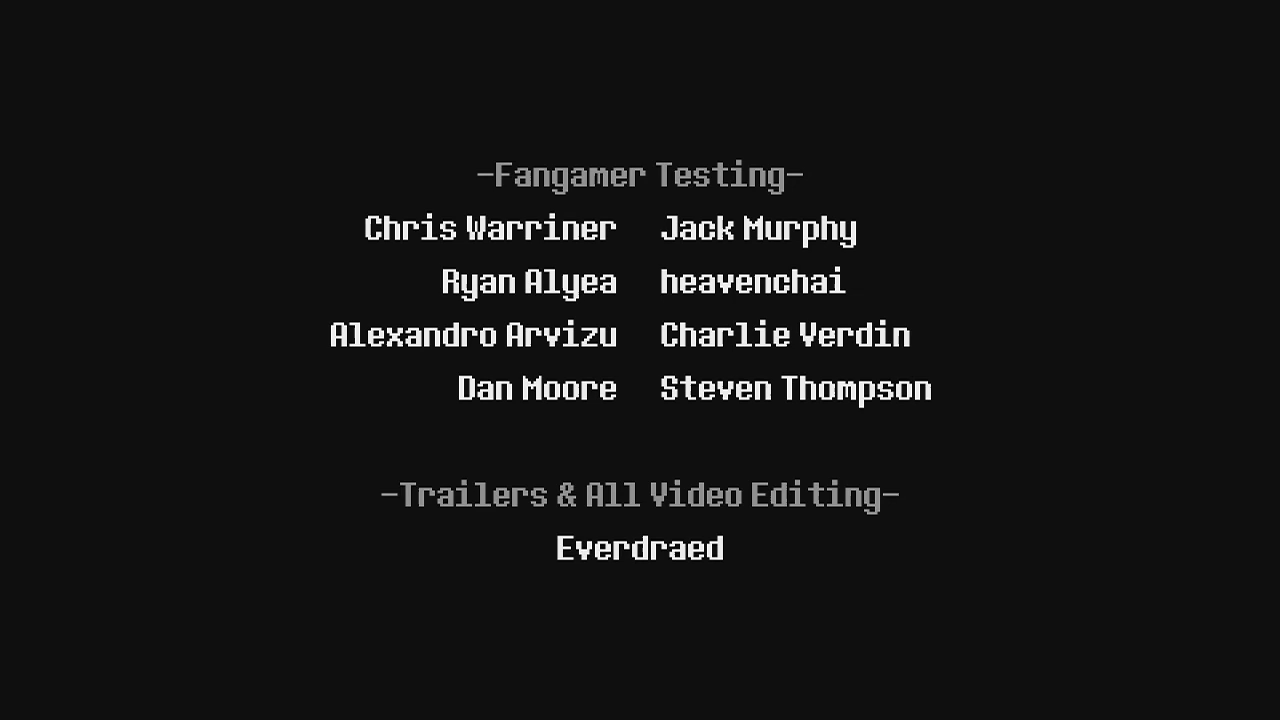 -Fangamer Testing-
Chris Warriner Jack Murphy
Ryan Alyea heavenchai
Alexandro Arvizu Charlie Verdin
Dan Moore Steven Thompson
-Trailers & All Video Editing-
Everdraed